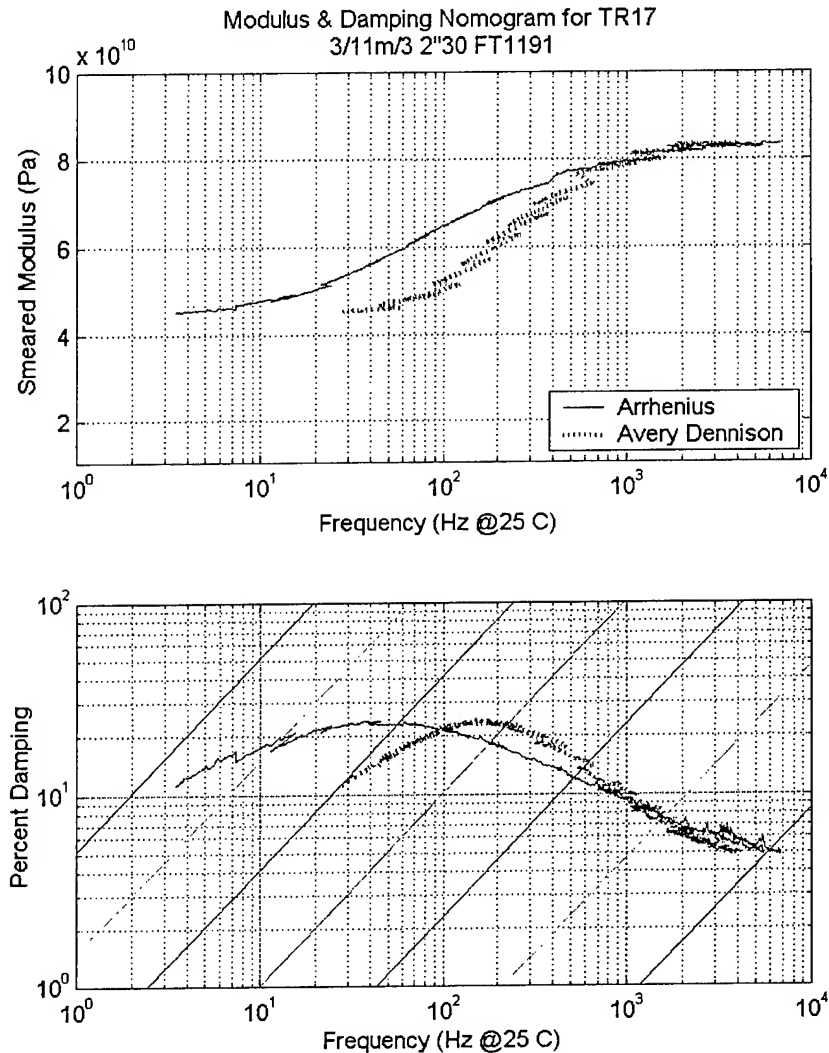 Modulus & Damping Nomogram for TR17
3/11m/3 2"30 FT1191
x 10^10
10
8
6
4
2
Smeared Modulus (Pa)
Arrhenius
Avery Dennison
10^0 10^1 10^2 10^3 10^4
Frequency (Hz @25 C)
10^2
10^1
10^0
Percent Damping
10^0 10^1 10^2 10^3 10^4
Frequency (Hz @25 C)